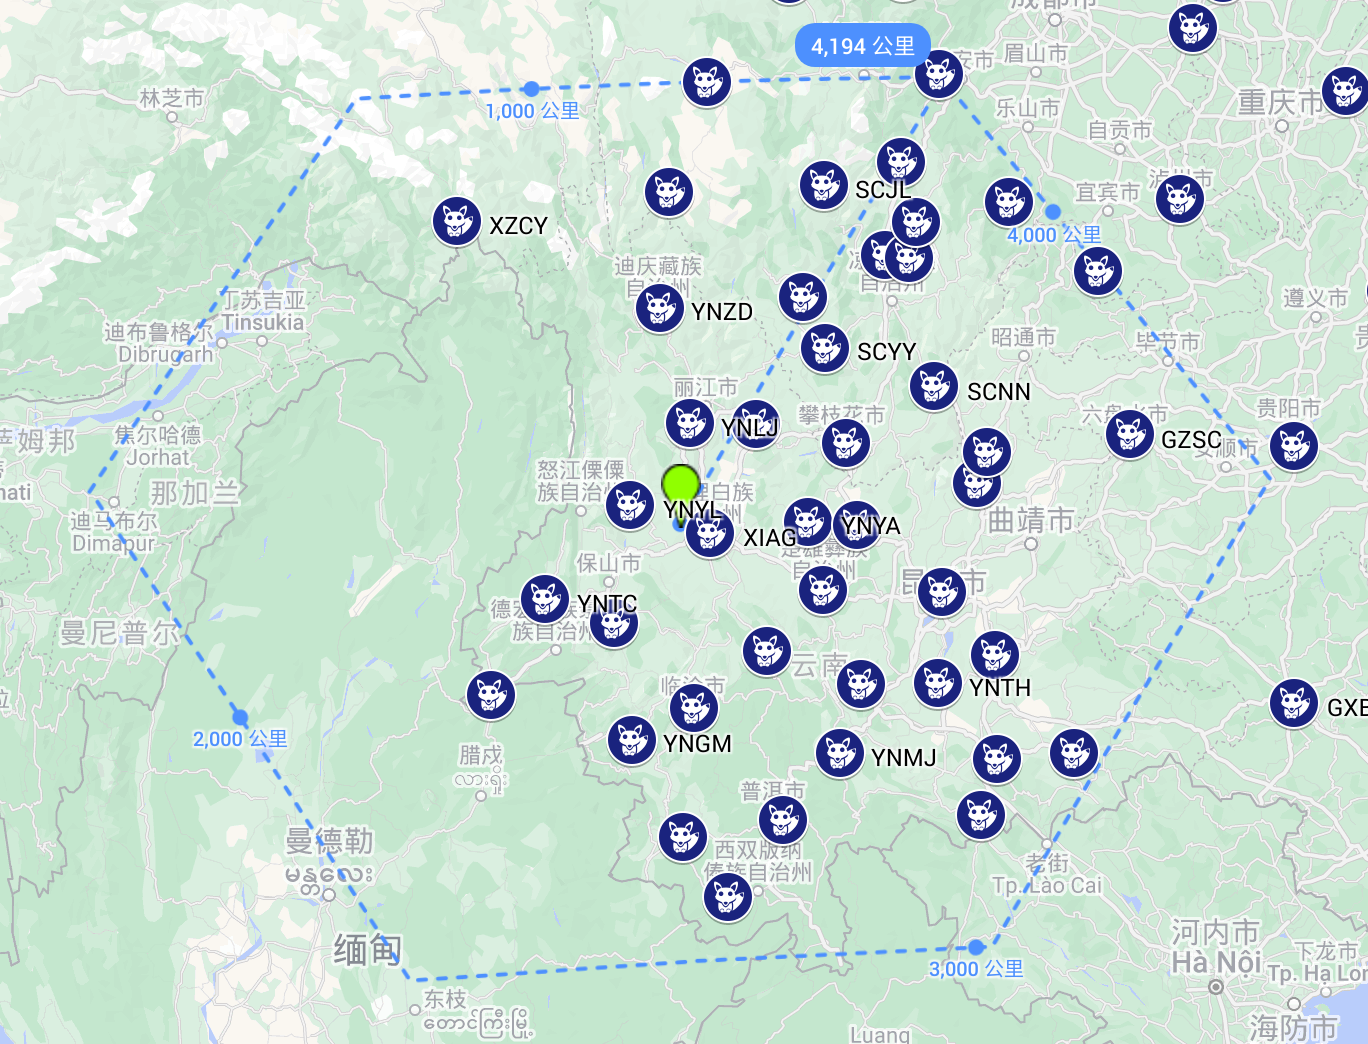 成都市
4,194 公里
安市
眉山市
林芝市
1,000 公里
乐山市
重庆市
自贡市
宜宾市
泸州市
SCJL
XZCY
4,000 公里
迪庆藏族
自治州
自治州
丁苏吉亚
Tinsukia
YNZD
遵义市
迪布鲁格尔
Dibrugarh
昭通市
毕节市
SCYY
丽江市
SCNN
攀枝花市
六盘水市
贵阳市
YNLJ
GZSC
安顺市
萨姆邦
焦尔哈德
Jorhat
怒江傈僳
族自治州
那加兰
白族
YNYL
迪马布尔
Dimapur
曲靖市
YNYA
XIAG
楚雄彝族
自治州
保山市
昆明市
YNTC
族自治州
曼尼普尔
云南
YNTH
临沧市
2,000 公里
YNGM
YNMJ
GXB
腊戍
လားရှိုး
普洱市
曼德勒
မန္တလေး
西双版纳
傣族自治州
老街
Tp. Lào Cai
缅甸
3,000 公里
河内市
Hà Nội
下龙市
Tp. Hạ Lon
东枝
တောင်ကြီးမြို့
海防市
Luang